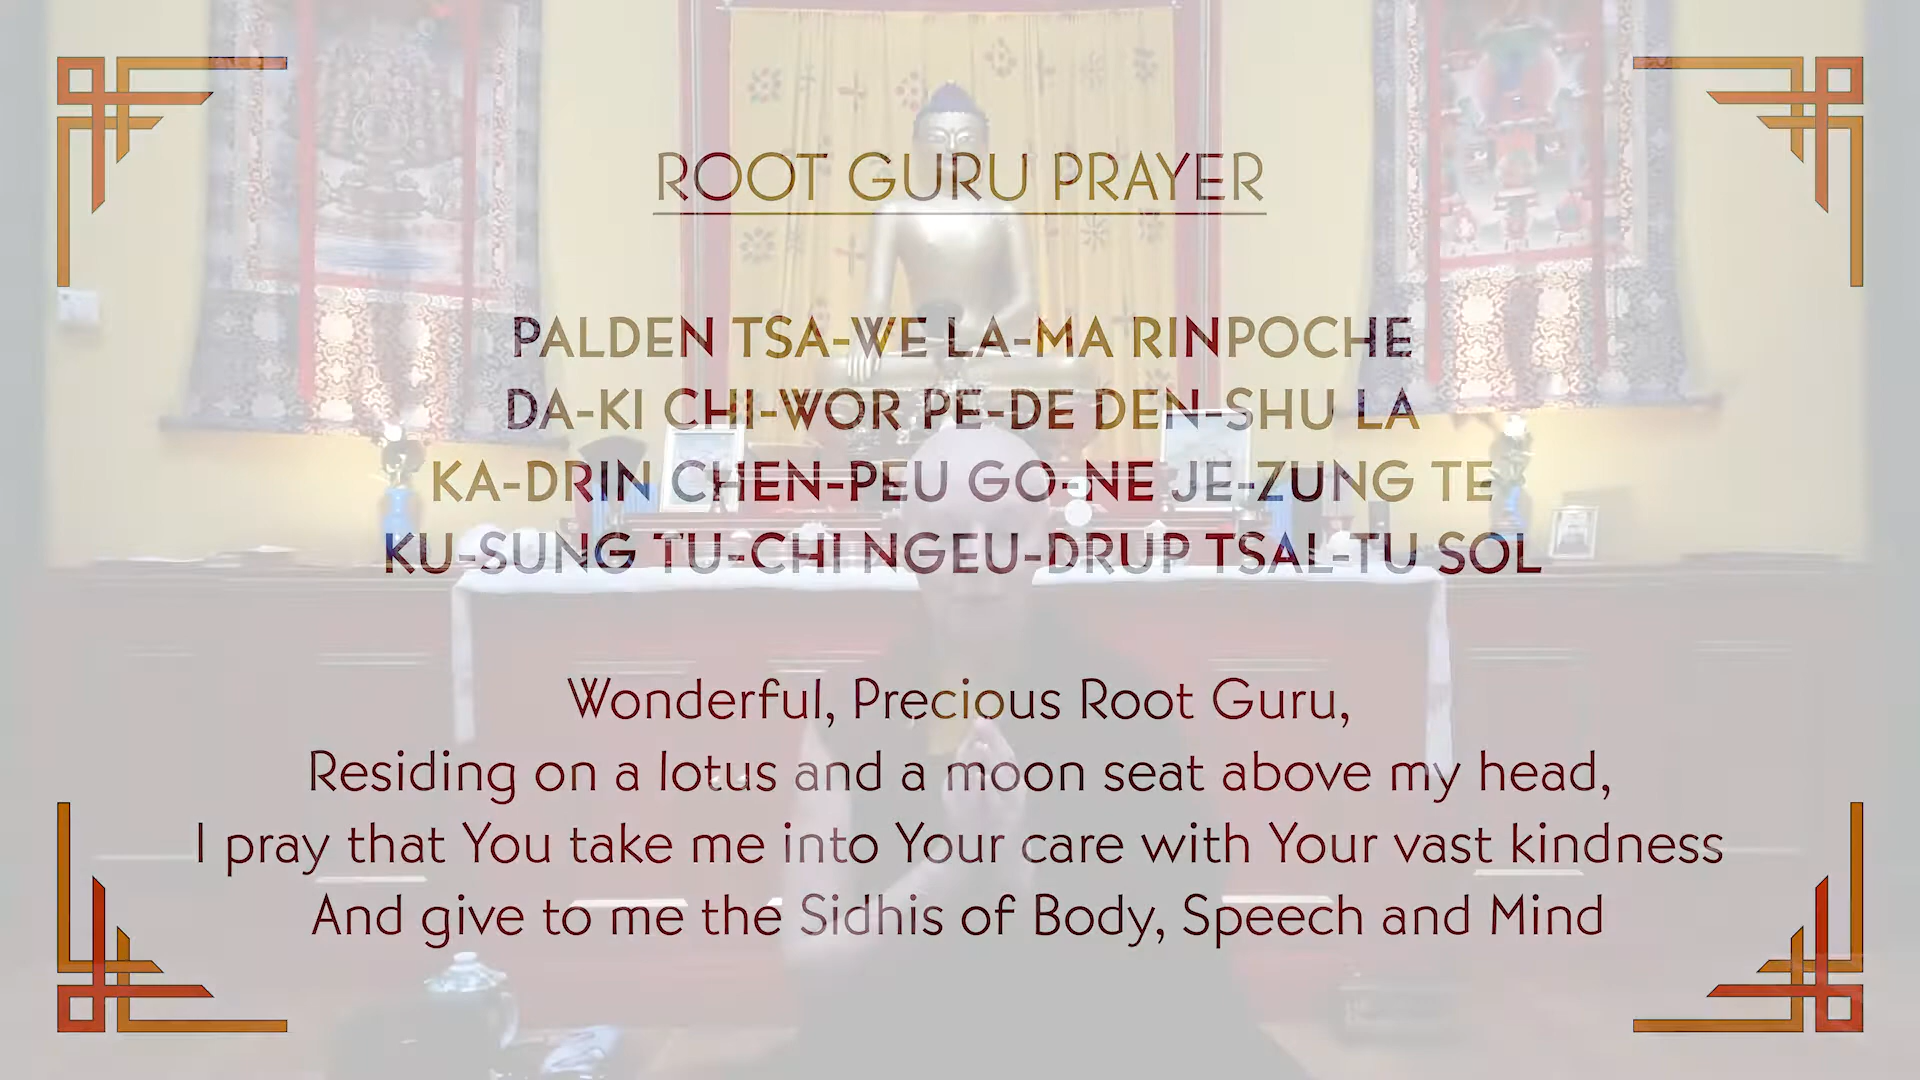 ROOT GURU PRAYER
PALDEN TSA-WE LA-MA RINPOCHE
DA-KI CHI-WOR PE-DE DEN-SHU LA
KA-DRIN CHEN-PEU GO-NE JE-ZUNG TE
KU-SUNG TU-CHI NGEU-DRUP TSAL-TU SOL
Wonderful, Precious Root Guru,
Residing on a lotus and a moon seat above my head,
I pray that You take me into Your care with Your vast kindness
And give to me the Sidhis of Body, Speech and Mind